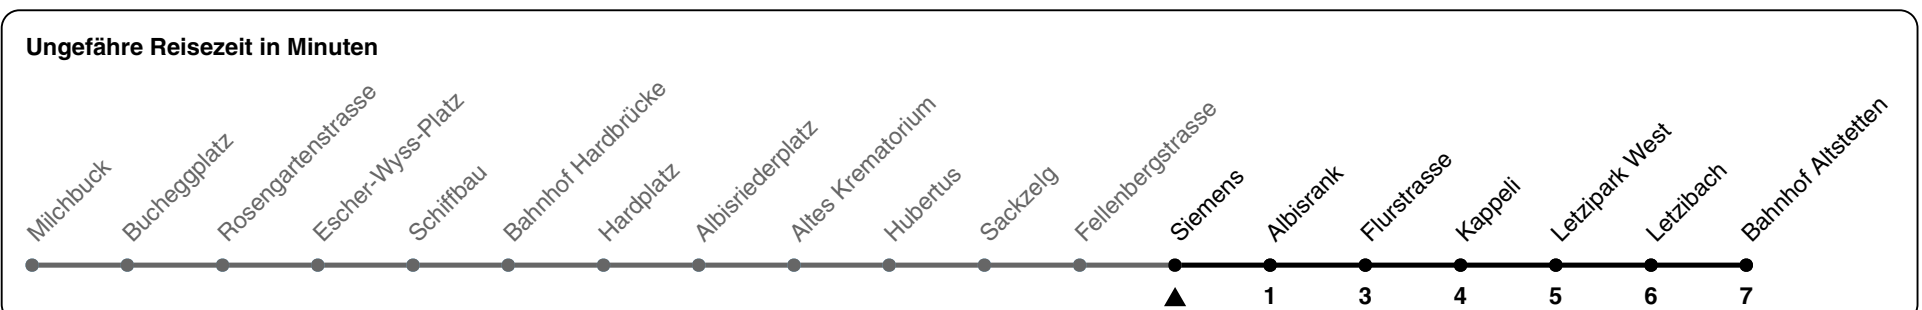 Ungefähre Reisezeit in Minuten
Milchbuck
Bucheggplatz
Rosengartenstrasse
Escher-Wyss-Platz
Schiffbau
Bahnhof Hardbrücke
Hardplatz
Albisriederplatz
Altes Krematorium
Hubertus
Sackzelg
Fellenbergstrasse
Siemens
Albisrank
Flurstrasse
Kappeli
Letzipark West
Letzibach
Bahnhof Altstetten
1 3 4 5 6 7